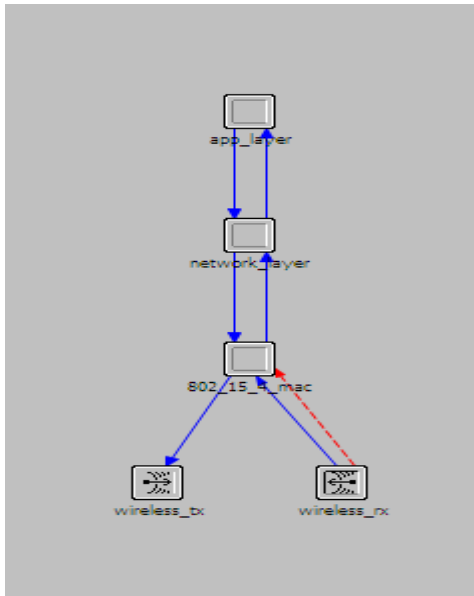 app_layer
network_layer
802_15_4_mac
wireless_tx
wireless_rx